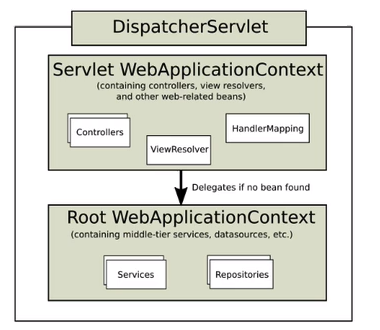 DispatcherServlet
Servlet WebApplicationContext
(containing controllers, view resolvers,
and other web-related beans)
Controllers
ViewResolver
HandlerMapping
Delegates if no bean found
Root WebApplicationContext
(containing middle-tier services, datasources, etc.)
Services
Repositories